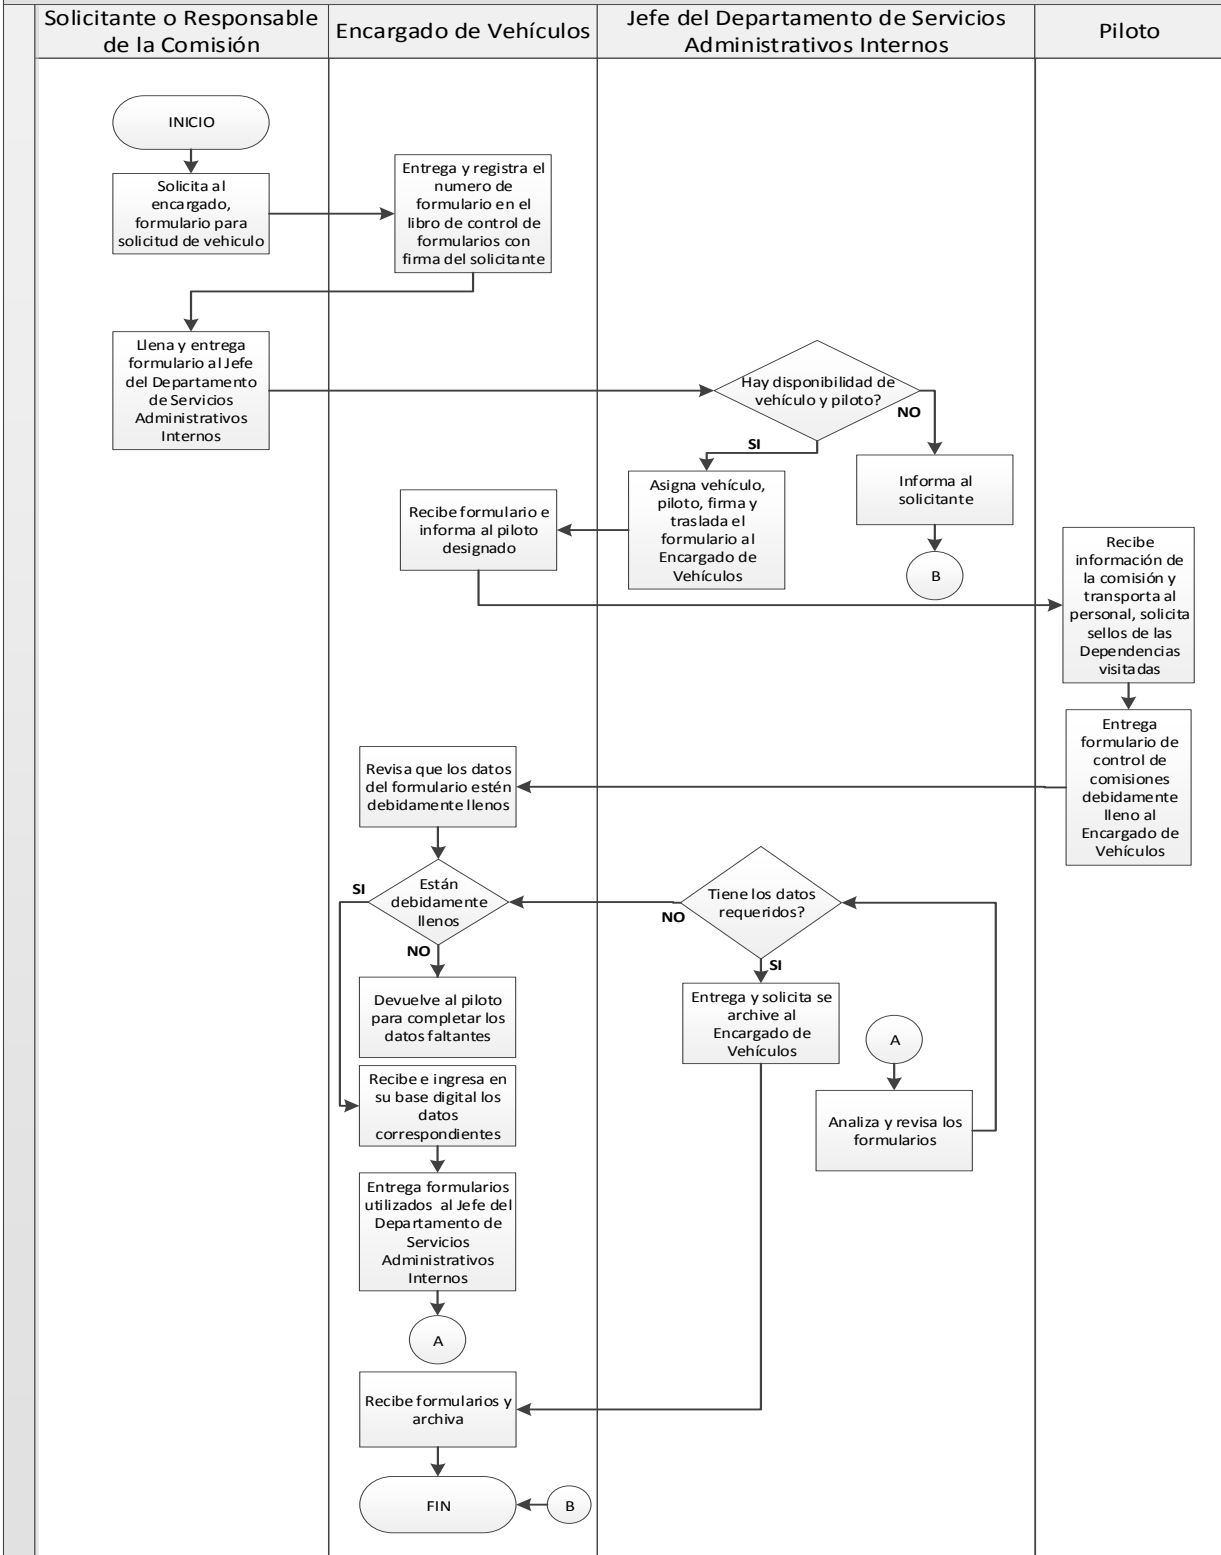 Solicitante o Responsable
de la Comisión
Encargado de Vehículos
Jefe del Departamento de Servicios
Administrativos Internos
Piloto
INICIO
Solicita al
encargado,
formulario para
solicitud de vehiculo
Entrega y registra el
numero de
formulario en el
libro de control de
formularios con
firma del solicitante
Llena y entrega
formulario al Jefe
del Departamento
de Servicios
Administrativos
Internos
Hay disponibilidad de
vehículo y piloto?
NO
SI
Asigna vehículo,
piloto, firma y
traslada el
formulario al
Encargado de
Vehículos
Informa al
solicitante
B
Recibe formulario e
informa al piloto
designado
Recibe
información de
la comisión y
transporta al
personal, solicita
sellos de las
Dependencias
visitadas
Entrega
formulario de
control de
comisiones
debidamente
lleno al
Encargado de
Vehículos
Revisa que los datos
del formulario estén
debidamente llenos
SI
Están
debidamente
llenos
NO
Tiene los datos
requeridos?
NO
SI
Devuelve al piloto
para completar los
datos faltantes
Entrega y solicita se
archive al
Encargado de
Vehículos
A
Analiza y revisa los
formularios
Recibe e ingresa en
su base digital los
datos
correspondientes
Entrega formularios
utilizados al Jefe del
Departamento de
Servicios
Administrativos
Internos
A
Recibe formularios y
archiva
FIN
B